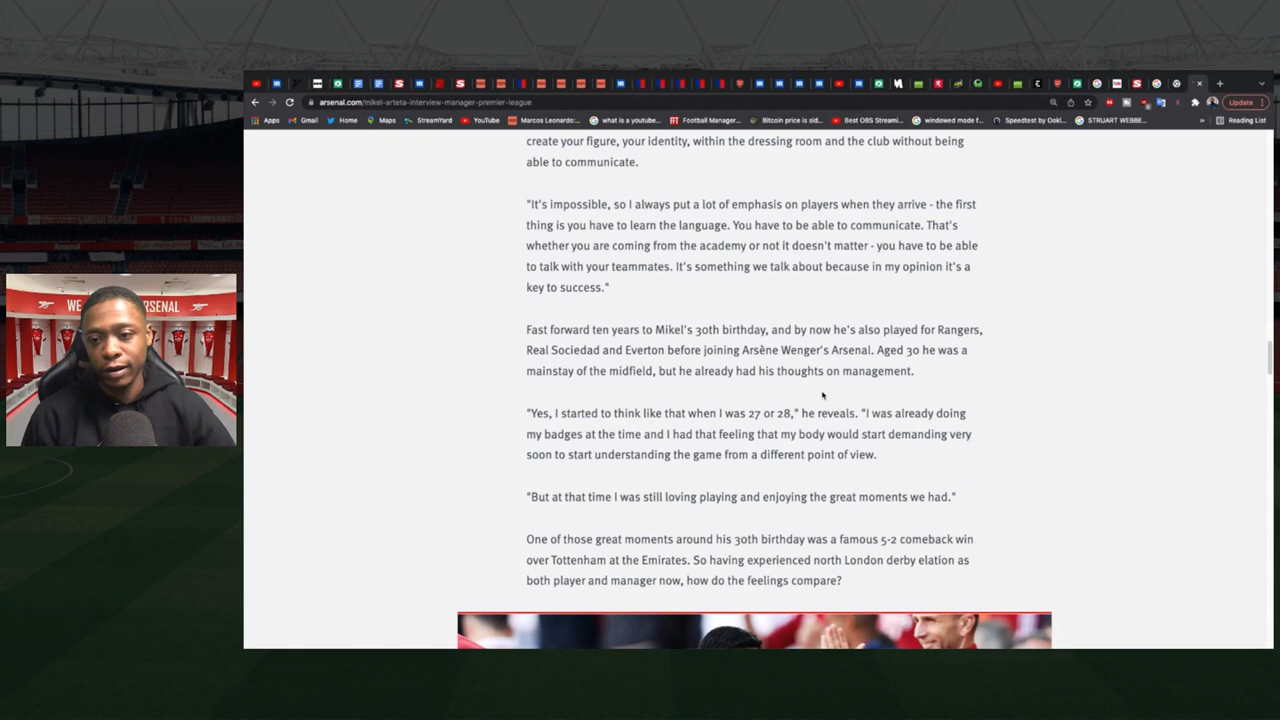 arsenal.com/mikel-arteta-interview-manager-premier-league
Update
Apps Gmail Home Maps StreamYard YouTube Marcos Leonardo:... what is a youtube... Football Manager... Bitcoin price is sid... Best OBS Streami... windowed mode f... Speedtest by Ookl... STRUART WEBBE... » Reading List
create your figure, your identity, within the dressing room and the club without being
able to communicate.
"It's impossible, so I always put a lot of emphasis on players when they arrive - the first
thing is you have to learn the language. You have to be able to communicate. That's
whether you are coming from the academy or not it doesn't matter - you have to be able
to talk with your teammates. It's something we talk about because in my opinion it's a
key to success."
Fast forward ten years to Mikel's 30th birthday, and by now he's also played for Rangers,
Real Sociedad and Everton before joining Arsène Wenger's Arsenal. Aged 30 he was a
mainstay of the midfield, but he already had his thoughts on management.
"Yes, I started to think like that when I was 27 or 28," he reveals. "I was already doing
my badges at the time and I had that feeling that my body would start demanding very
soon to start understanding the game from a different point of view.
"But at that time I was still loving playing and enjoying the great moments we had."
One of those great moments around his 30th birthday was a famous 5-2 comeback win
over Tottenham at the Emirates. So having experienced north London derby elation as
both player and manager now, how do the feelings compare?
WE ARSENAL